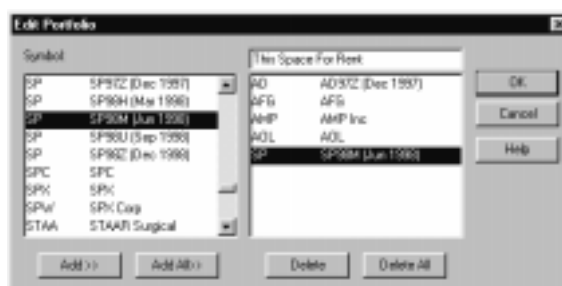 Edit Portfolio
Symbol:
SP SP97Z (Dec 1997)
SP SP98H (Mar 1998)
SP SP98M (Jun 1998)
SP SP98U (Sep 1998)
SP SP98Z (Dec 1998)
SPC SPC
SPX SPX
SPW SPX Corp
STAA STAAR Surgical
Add>>
Add All>>
This Space For Rent
AD AD97Z (Dec 1997)
AFG AFG
AMP AMP Inc
AOL AOL
SP SP98M (Jun 1998)
Delete
Delete All
OK
Cancel
Help